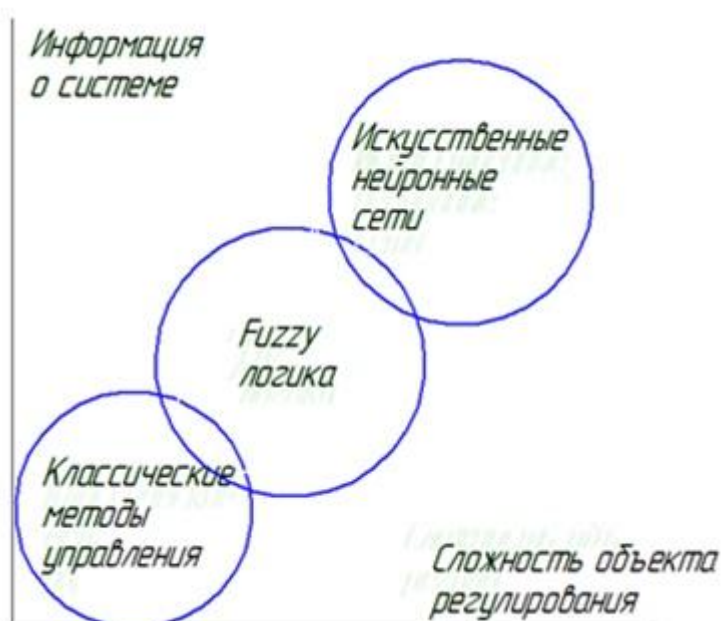 Информация
о системе
Искусственные
нейронные
сети
Fuzzy
логика
Классические
методы
управления
Сложность объекта
регулирования